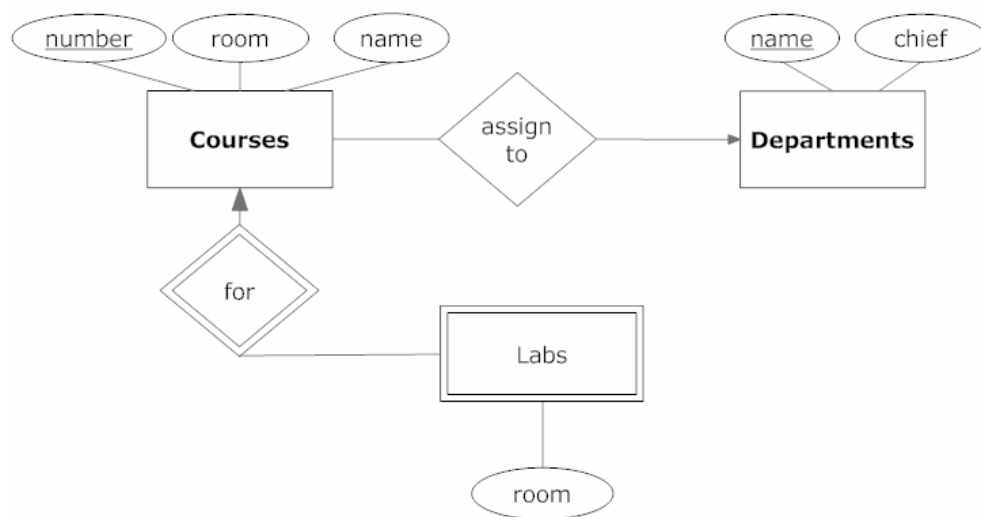 number
room
name
name
chief
Courses
assign
to
Departments
for
Labs
room